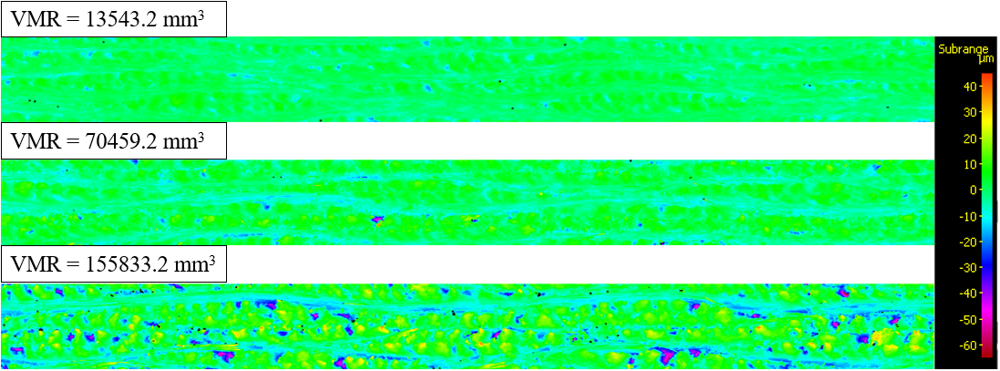 VMR = 13543.2 mm³
Subrange
µm
40
30
20
10
0
-10
-20
-30
-40
-50
-60
VMR = 70459.2 mm³
VMR = 155833.2 mm³